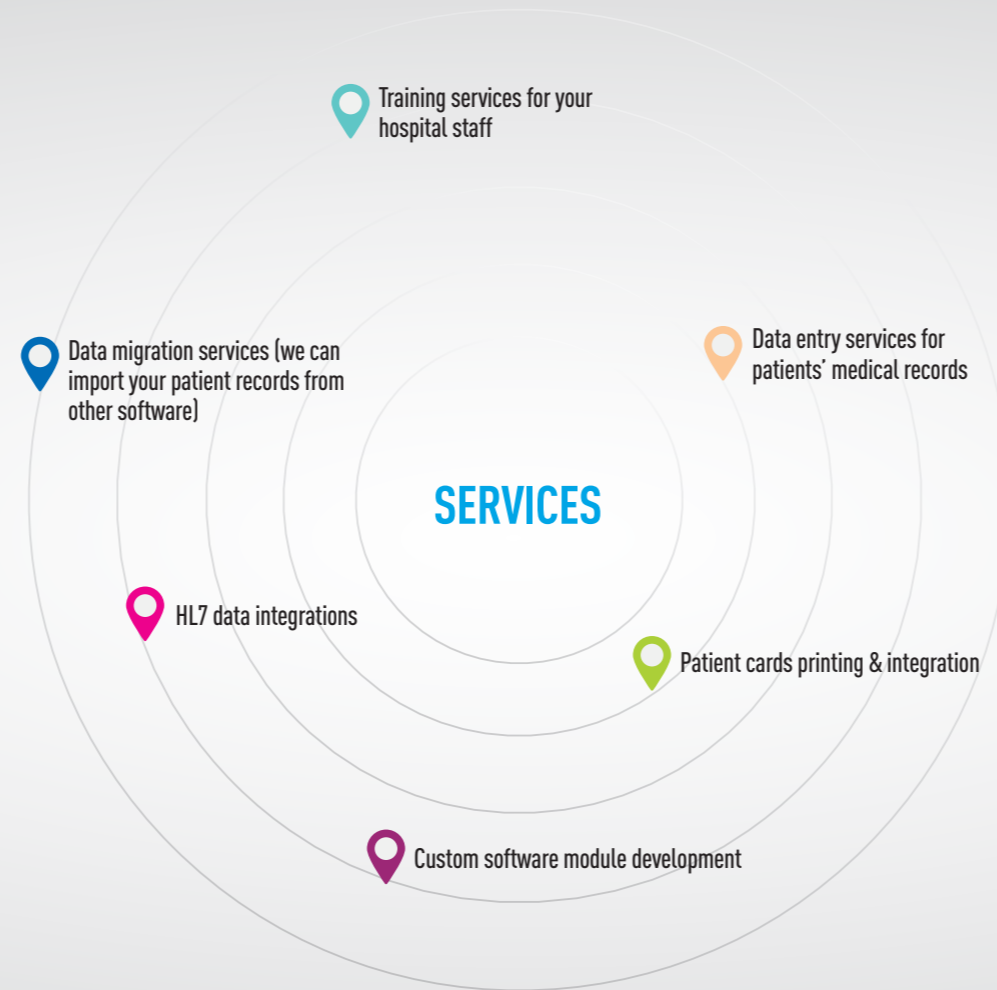 Training services for your
hospital staff
Data migration services (we can
import your patient records from
other software)
Data entry services for
patients’ medical records
SERVICES
HL7 data integrations
Patient cards printing & integration
Custom software module development